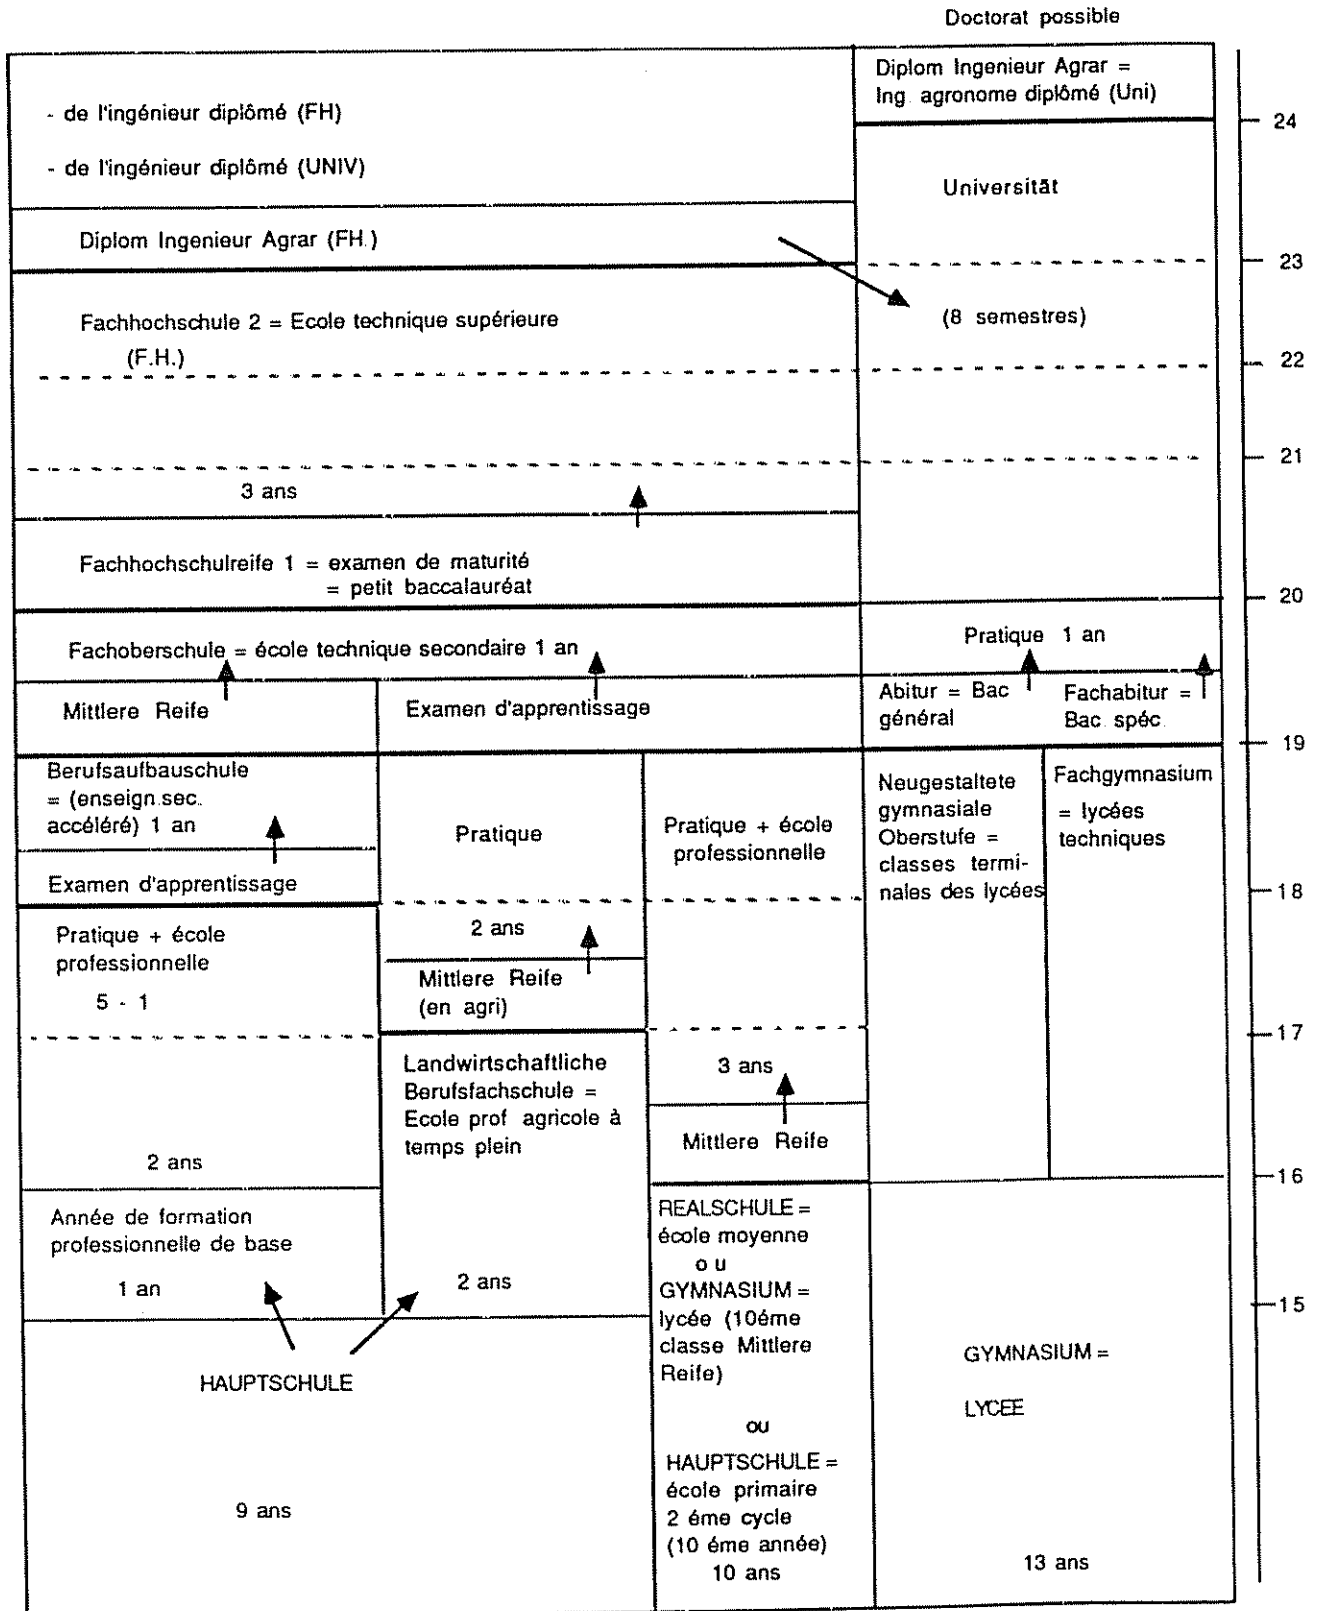 Doctorat possible
Diplom Ingenieur Agrar =
Ing. agronome diplômé (Uni)
- de l'ingénieur diplômé (FH)
- de l'ingénieur diplômé (UNIV)
24
Universität
Diplom Ingenieur Agrar (FH.)
23
Fachhochschule 2 = Ecole technique supérieure
(F.H.)
(8 semestres)
22
21
3 ans
Fachhochschulreife 1 = examen de maturité
= petit baccalauréat
20
Fachoberschule = école technique secondaire 1 an
Pratique 1 an
Mittlere Reife
Examen d'apprentissage
Abitur = Bac
général
Fachabitur =
Bac spéc.
19
Berufsaufbauschule
= (enseign.sec.
accéléré) 1 an
Examen d'apprentissage
Pratique
Pratique + école
professionnelle
Neugestaltete
gymnasiale
Oberstufe =
classes termi-
nales des lycées
Fachgymnasium
= lycées
techniques
18
Pratique + école
professionnelle
5 - 1
2 ans
Mittlere Reife
(en agri)
17
Landwirtschaftliche
Berufsfachschule =
Ecole prof agricole à
temps plein
3 ans
Mittlere Reife
2 ans
16
Année de formation
professionnelle de base
1 an
2 ans
REALSCHULE =
école moyenne
ou
GYMNASIUM =
lycée (10éme
classe Mittlere
Reife)
ou
HAUPTSCHULE =
école primaire
2 éme cycle
(10 éme année)
10 ans
15
HAUPTSCHULE
9 ans
GYMNASIUM =
LYCEE
13 ans